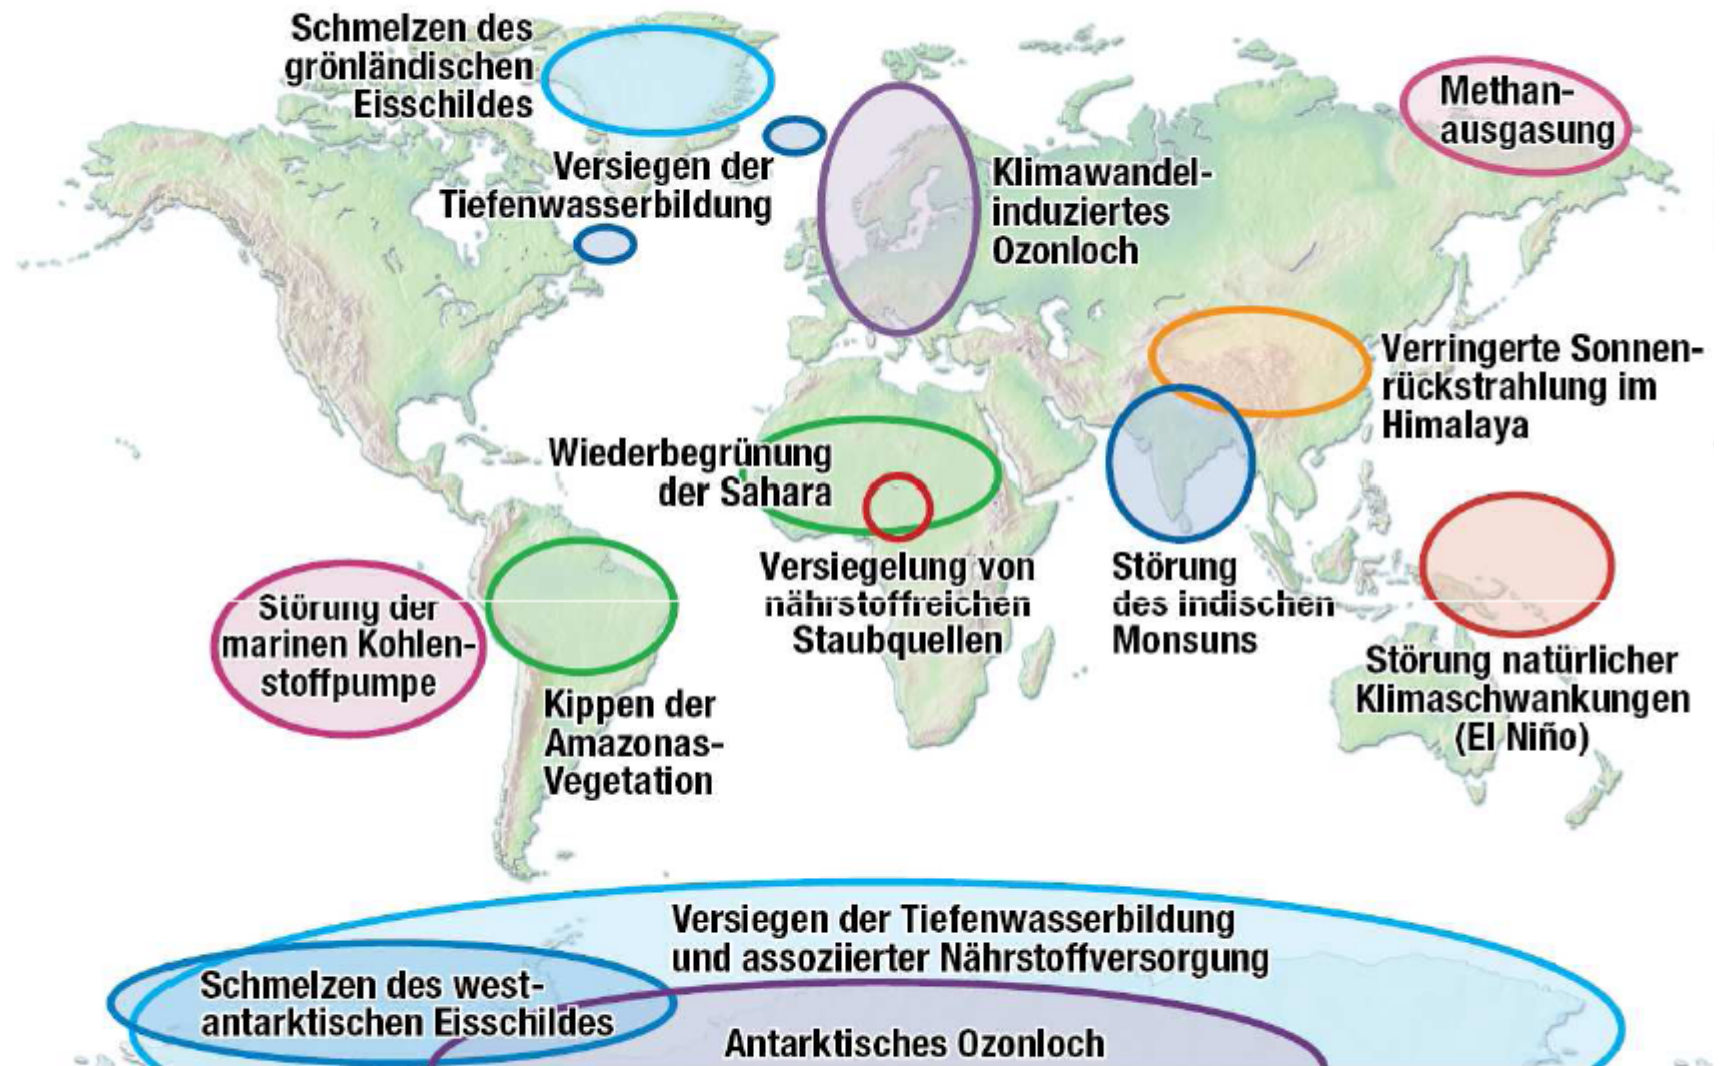 Schmelzen des
grönländischen
Eisschildes
Versiegen der
Tiefenwasserbildung
Klimawandel-
induziertes
Ozonloch
Methan-
ausgasung
Verringerte Sonnen-
rückstrahlung im
Himalaya
Wiederbegrünung
der Sahara
Versiegelung von
nährstoffreichen
Staubquellen
Störung
des indischen
Monsuns
Störung der
marinen Kohlen-
stoffpumpe
Kippen der
Amazonas-
Vegetation
Störung natürlicher
Klimaschwankungen
(El Niño)
Versiegen der Tiefenwasserbildung
und assoziierter Nährstoffversorgung
Schmelzen des west-
antarktischen Eisschildes
Antarktisches Ozonloch